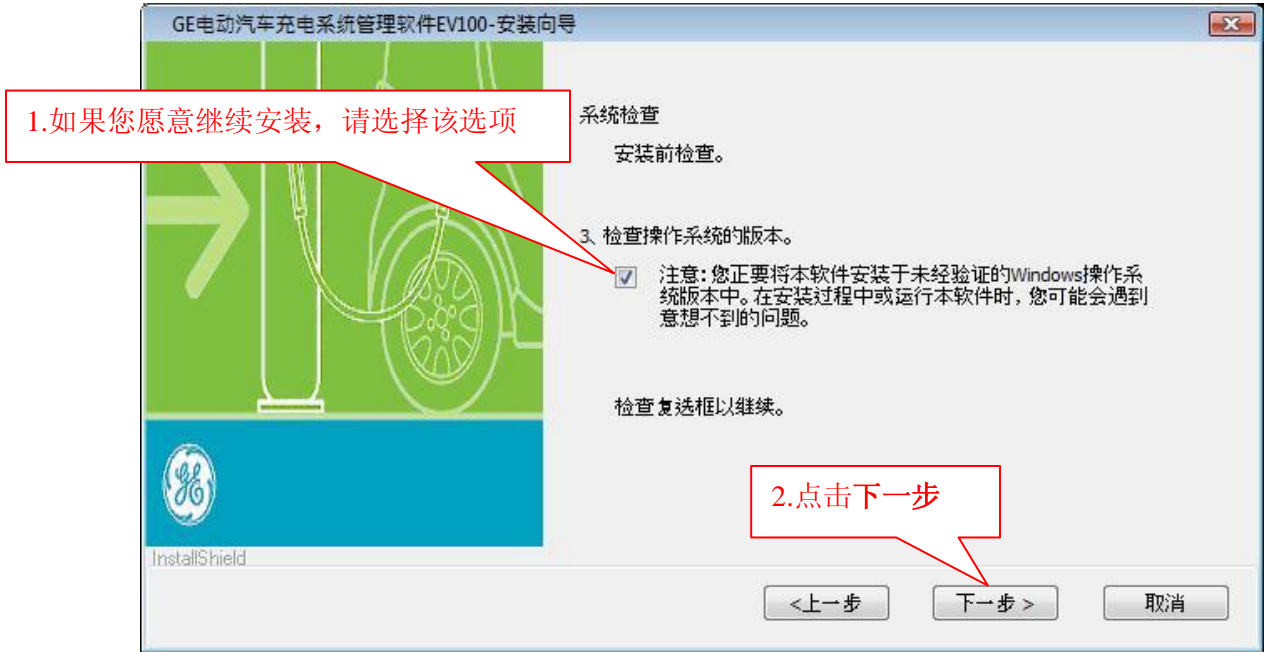 GE电动汽车充电系统管理软件EV100-安装向导
1.如果您愿意继续安装，请选择该选项
系统检查
安装前检查。
3、检查操作系统的版本。
注意：您正要将本软件安装于未经验证的Windows操作系
统版本中。在安装过程中或运行本软件时，您可能会遇到
意想不到的问题。
检查复选框以继续。
GE
2.点击下一步
InstallShield
<上一步
下一步 >
取消